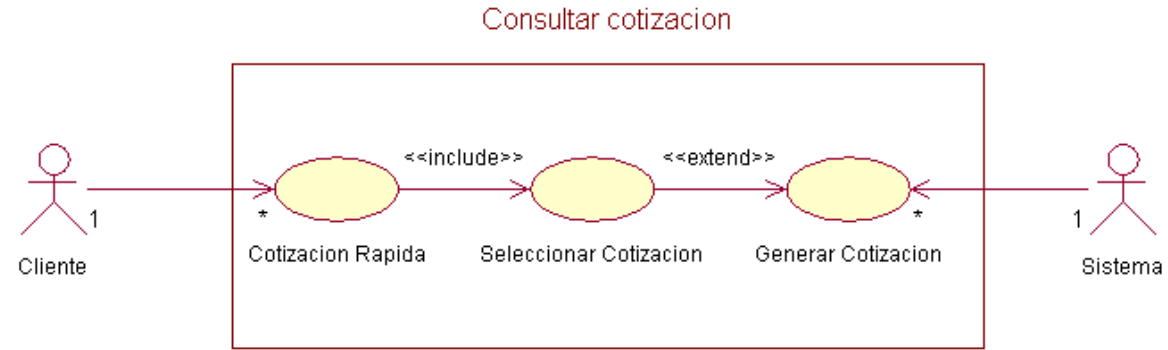 Consultar cotizacion
<<include>>
<<extend>>
1
*
*
1
Cotizacion Rapida
Seleccionar Cotizacion
Generar Cotizacion
Cliente
Sistema